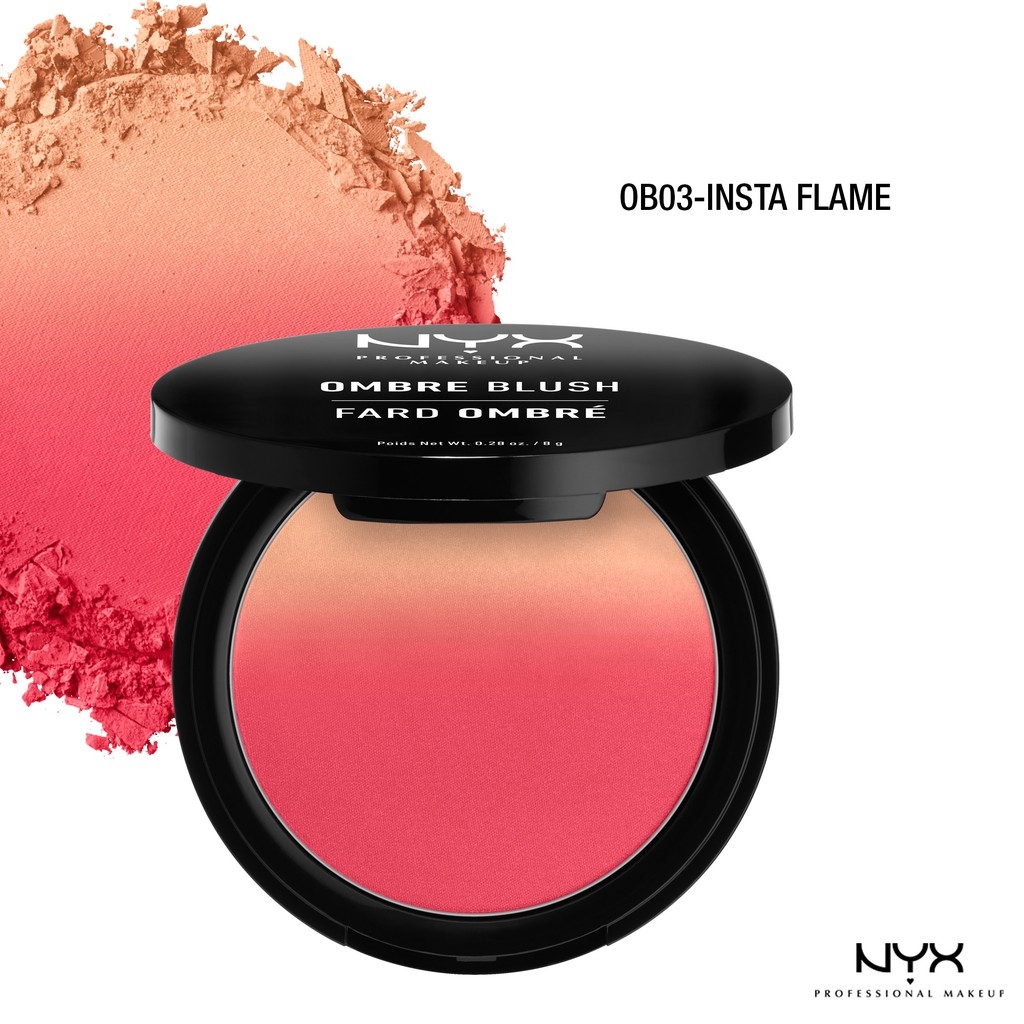 OB03-INSTA FLAME
NYX
PROFESSIONAL
MAKEUP
OMBRE BLUSH
FARD OMBRÉ
Poids Net Wt. 0.28 oz. / 8 g
NYX
PROFESSIONAL MAKEUP